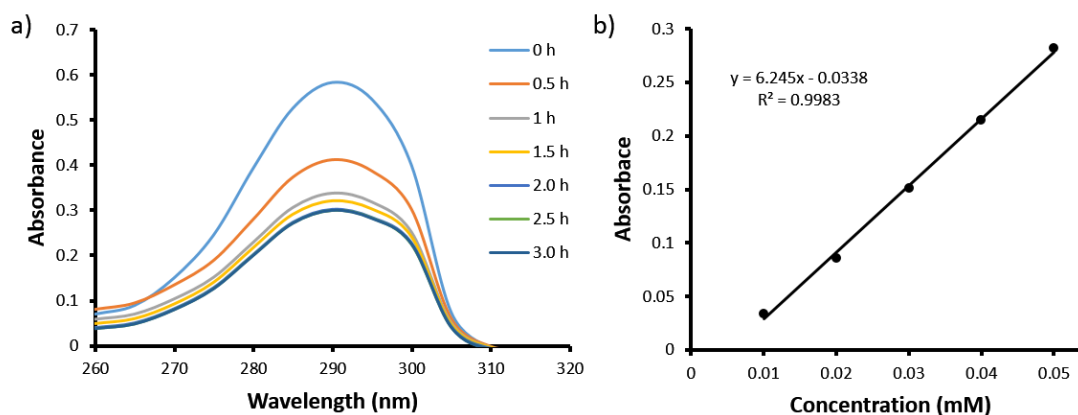 a)
0.7
0.6
0.5
0.4
0.3
0.2
0.1
0
260
270
280
290
300
310
320
Absorbance
Wavelength (nm)
0 h
0.5 h
1 h
1.5 h
2.0 h
2.5 h
3.0 h
b)
0.3
0.25
0.2
0.15
0.1
0.05
0
0
0.01
0.02
0.03
0.04
0.05
Absorbace
Concentration (mM)
y = 6.245x - 0.0338
R² = 0.9983